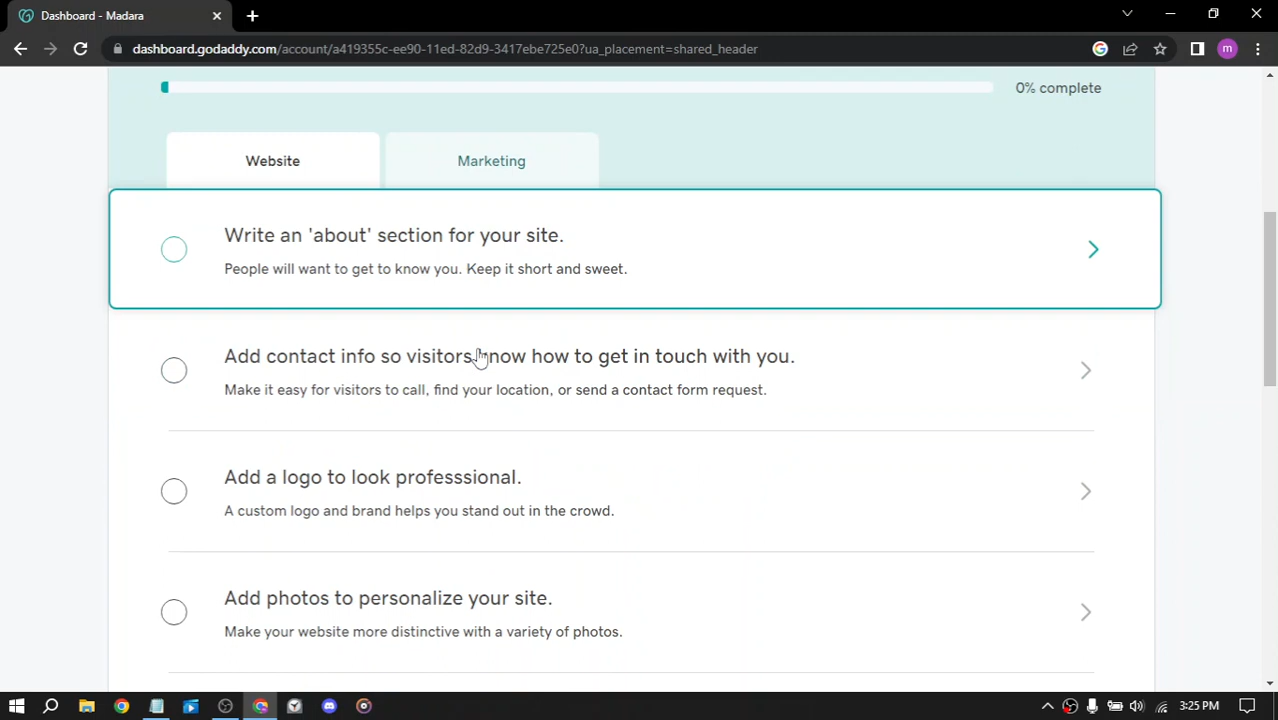 Dashboard - Madara
dashboard.godaddy.com/account/a419355c-ee90-11ed-82d9-3417ebe725e0?ua_placement=shared_header
m
0% complete
Website
Marketing
Write an 'about' section for your site.
People will want to get to know you. Keep it short and sweet.
Add contact info so visitors know how to get in touch with you.
Make it easy for visitors to call, find your location, or send a contact form request.
Add a logo to look professsional.
A custom logo and brand helps you stand out in the crowd.
Add photos to personalize your site.
Make your website more distinctive with a variety of photos.
3:25 PM